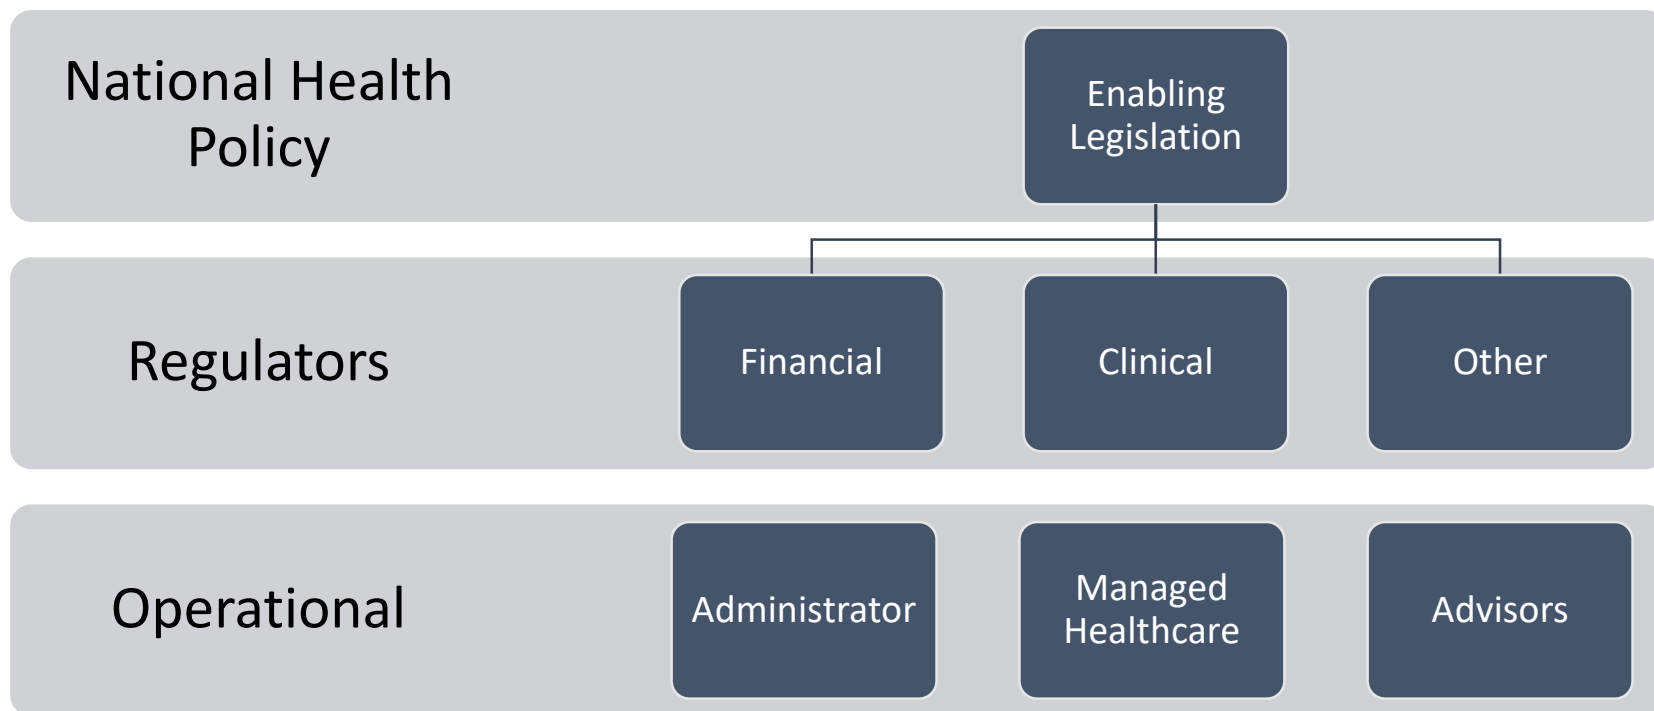 National Health
Policy
Enabling
Legislation
Regulators
Financial
Clinical
Other
Operational
Administrator
Managed
Healthcare
Advisors